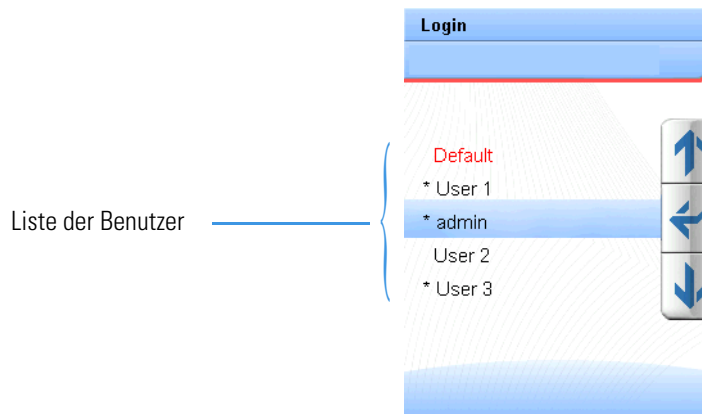 Login
Default
* User 1
Liste der Benutzer
* admin
User 2
* User 3